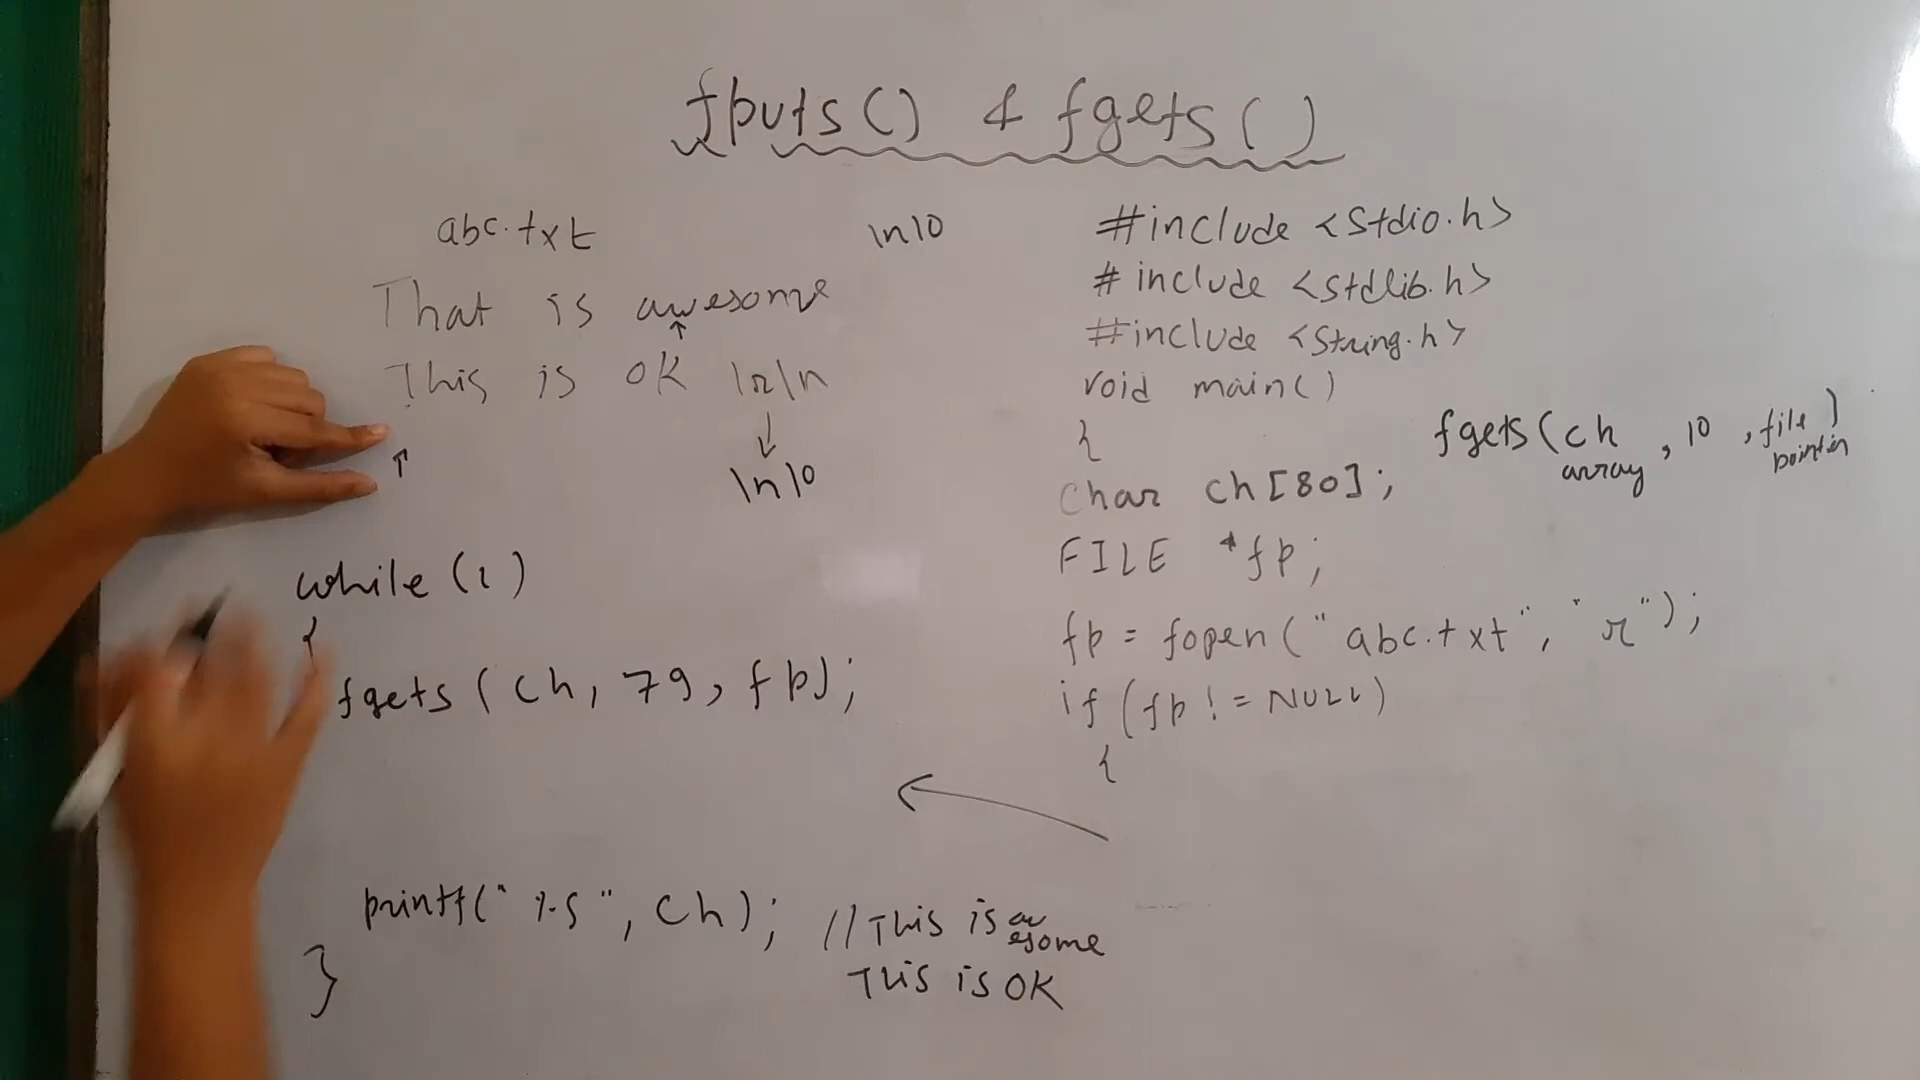 fputs() & fgets()
abc.txt
\n\0
That is awesome
This is OK \r\n
\n\0
while(1)
{
fgets(ch, 79, fp);
printf("%s", ch); //This is awesome
This is OK
}
#include <stdio.h>
#include <stdlib.h>
#include <string.h>
void main()
{
fgets(ch, 10, file)
array pointer
char ch[80];
FILE *fp;
fp = fopen("abc.txt", "r");
if(fp != NULL)
{